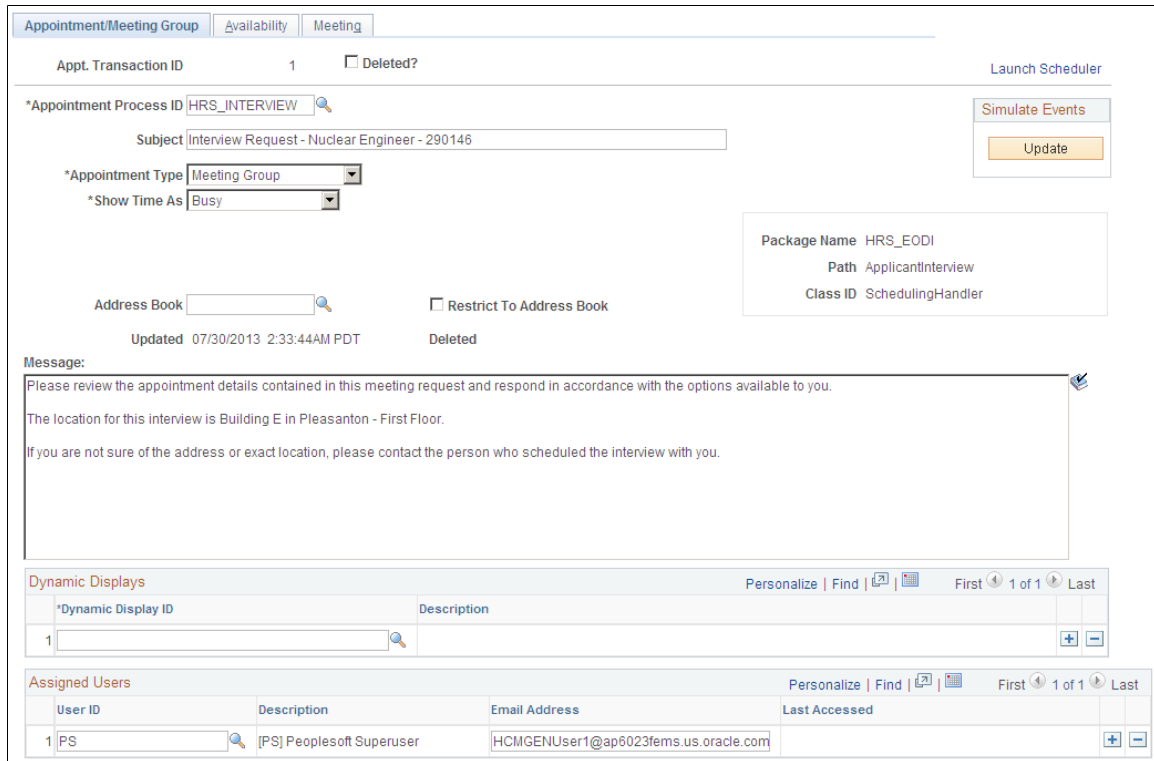 Appointment/Meeting Group Availability Meeting
Appt. Transaction ID 1 Deleted?
Launch Scheduler
*Appointment Process ID HRS_INTERVIEW
Simulate Events
Subject Interview Request - Nuclear Engineer - 290146
Update
*Appointment Type Meeting Group
*Show Time As Busy
Package Name HRS_EODI
Path ApplicantInterview
Class ID SchedulingHandler
Address Book Restrict To Address Book
Updated 07/30/2013 2:33:44AM PDT Deleted
Message:
Please review the appointment details contained in this meeting request and respond in accordance with the options available to you.
The location for this interview is Building E in Pleasanton - First Floor.
If you are not sure of the address or exact location, please contact the person who scheduled the interview with you.
Dynamic Displays Personalize | Find | | First 1 of 1 Last
*Dynamic Display ID Description
1
Assigned Users Personalize | Find | | First 1 of 1 Last
User ID Description Email Address Last Accessed
1 PS [PS] Peoplesoft Superuser HCMGENUser1@ap6023fems.us.oracle.com